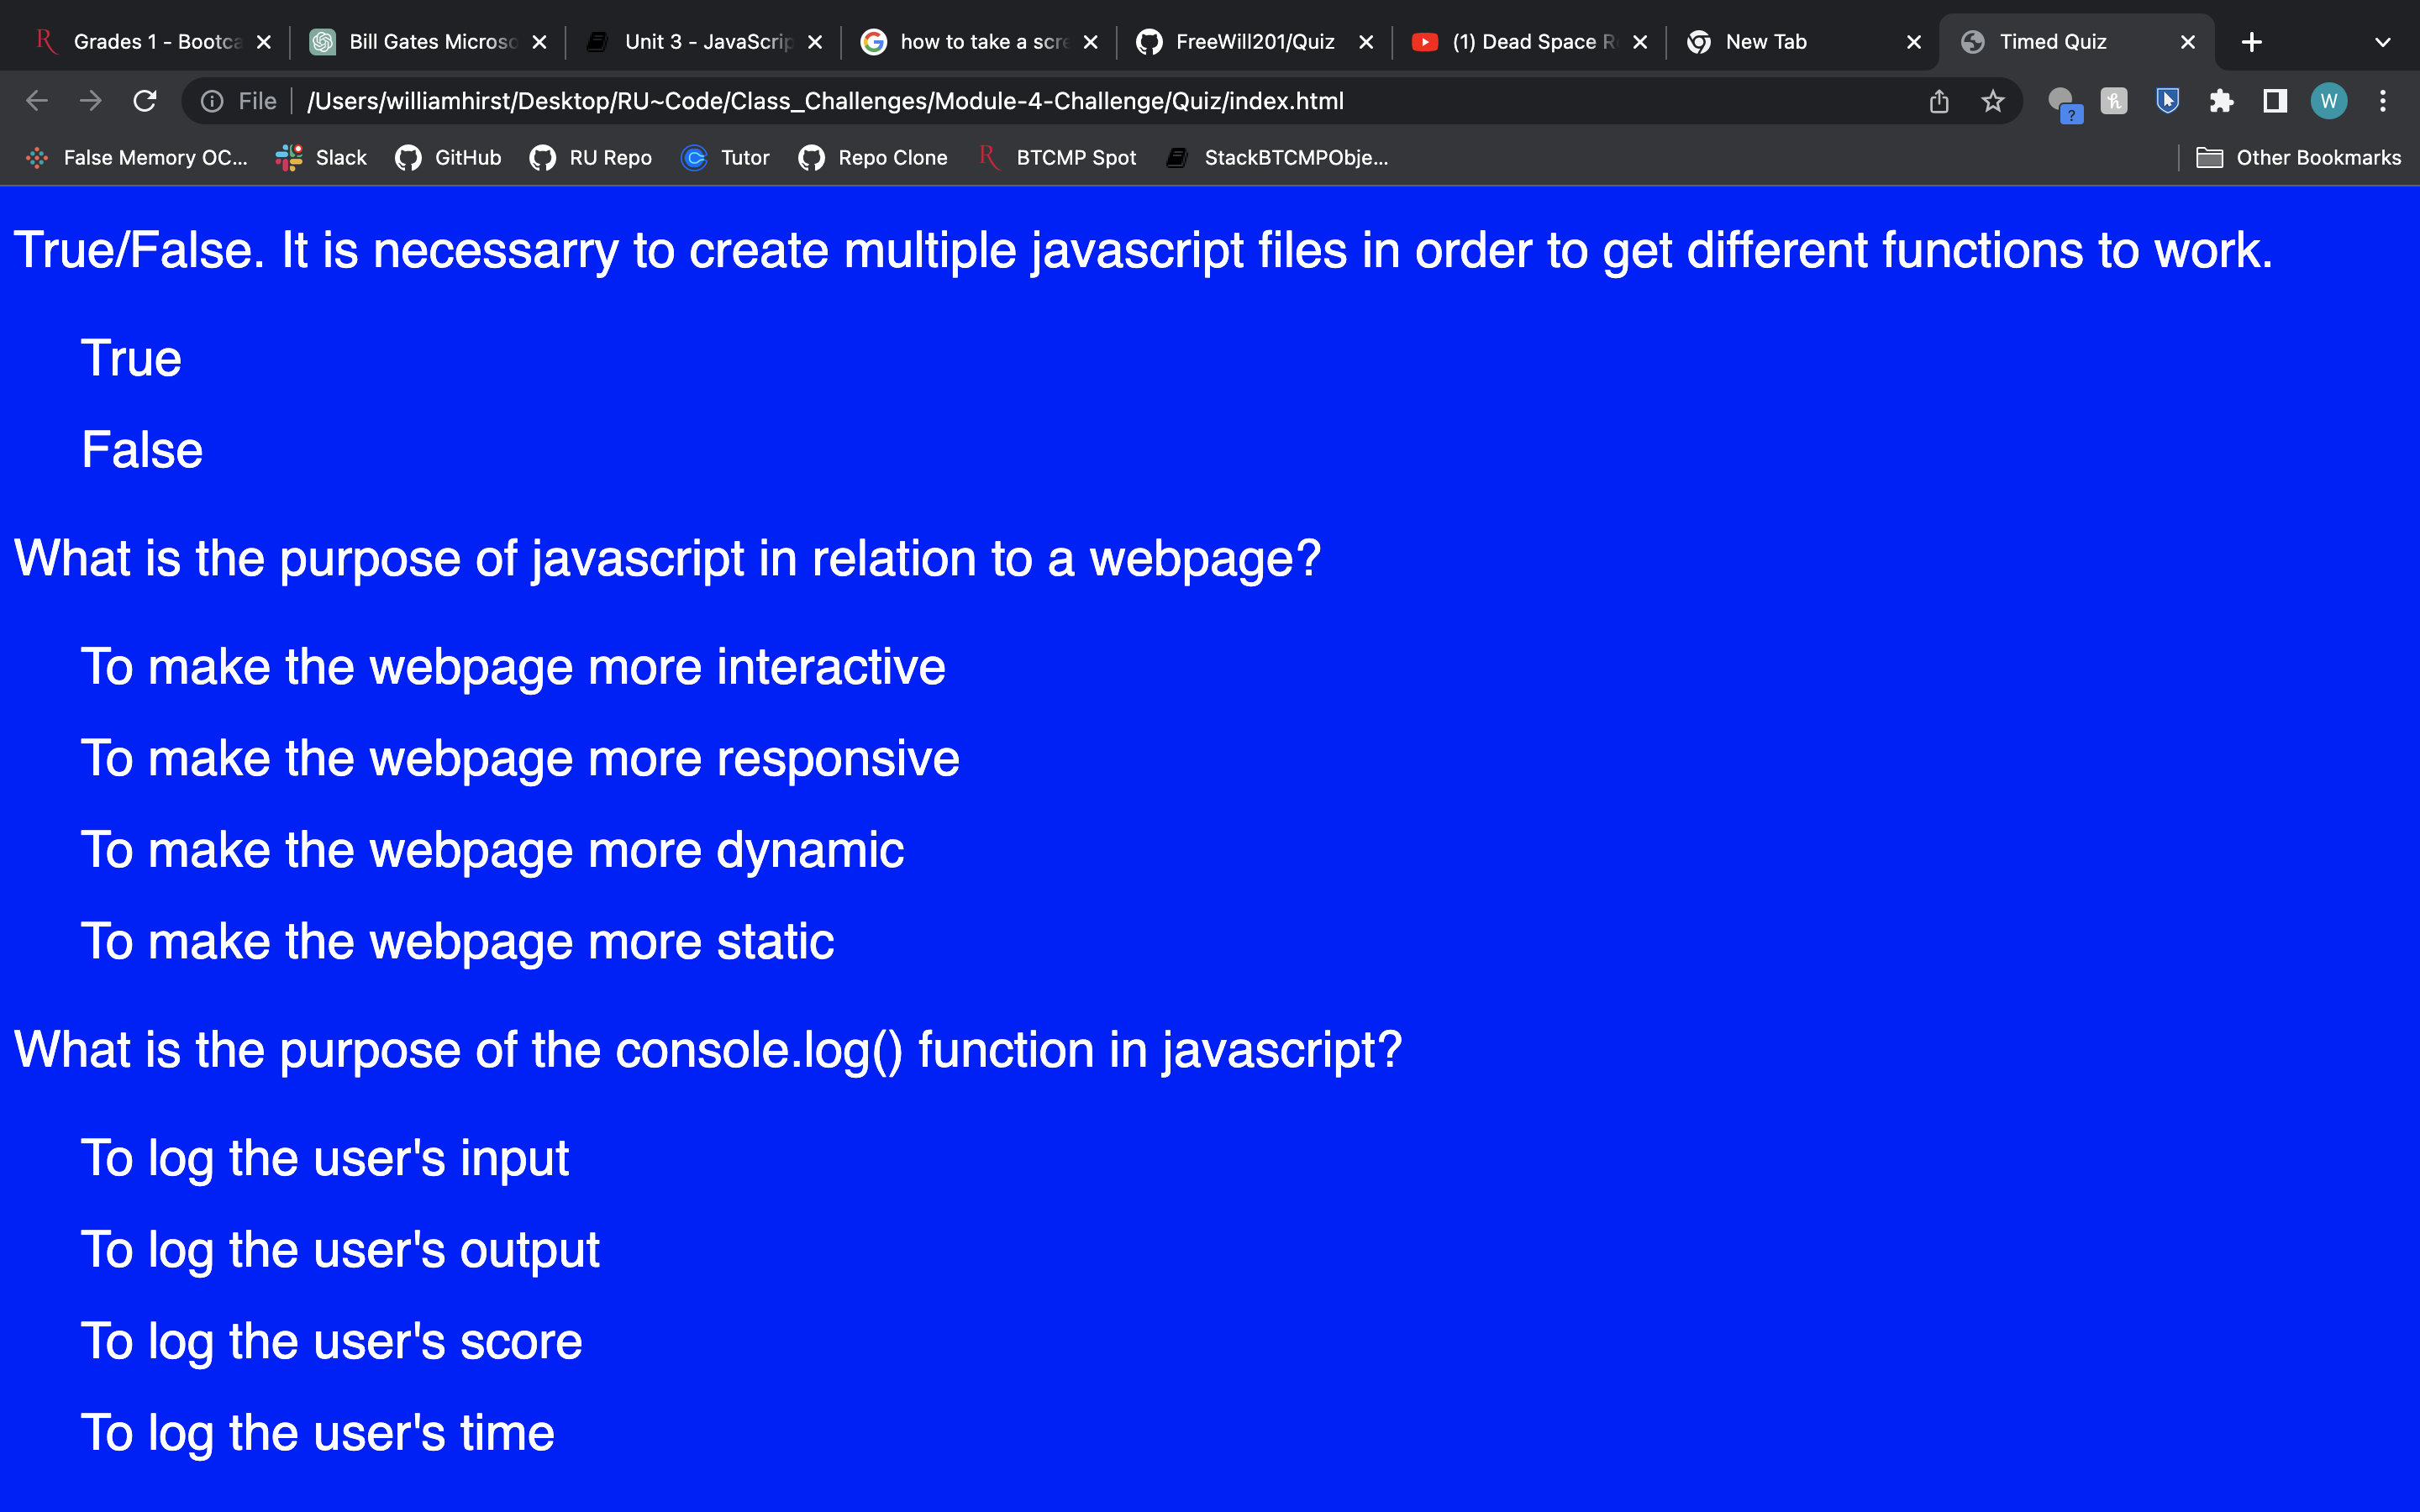 Grades 1 - Bootca
Bill Gates Microso
Unit 3 - JavaScrip
how to take a scre
FreeWill201/Quiz
(1) Dead Space R
New Tab
Timed Quiz
File
/Users/williamhirst/Desktop/RU~Code/Class_Challenges/Module-4-Challenge/Quiz/index.html
W
False Memory OC...
Slack
GitHub
RU Repo
Tutor
Repo Clone
BTCMP Spot
StackBTCMPObje...
Other Bookmarks
True/False. It is necessarry to create multiple javascript files in order to get different functions to work.
True
False
What is the purpose of javascript in relation to a webpage?
To make the webpage more interactive
To make the webpage more responsive
To make the webpage more dynamic
To make the webpage more static
What is the purpose of the console.log() function in javascript?
To log the user's input
To log the user's output
To log the user's score
To log the user's time